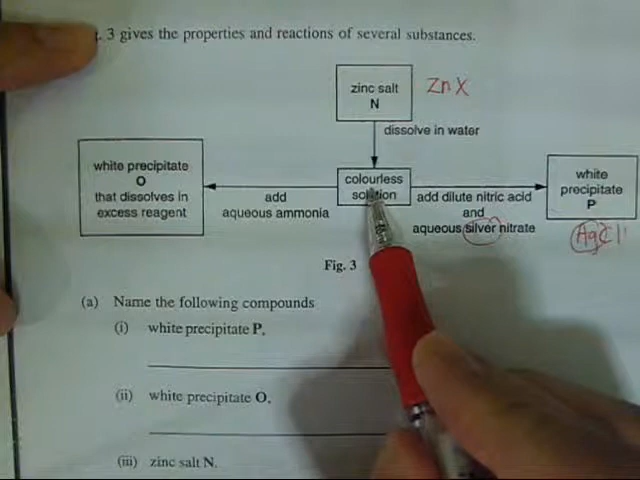 . 3 gives the properties and reactions of several substances.
zinc salt
N
ZnX
dissolve in water
white precipitate
O
that dissolves in
excess reagent
add
aqueous ammonia
colourless
solution
add dilute nitric acid
and
aqueous silver nitrate
white
precipitate
P
AgCl
Fig. 3
(a) Name the following compounds
(i) white precipitate P.
(ii) white precipitate O.
(iii) zinc salt N.